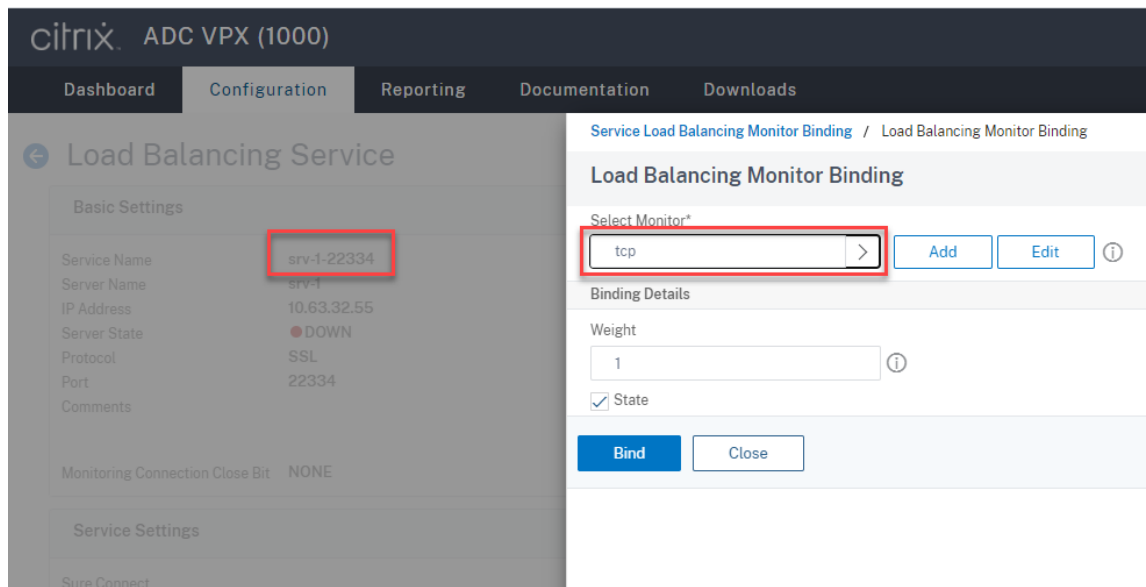 citrix. ADC VPX (1000)
Dashboard Configuration Reporting Documentation Downloads
Load Balancing Service
Basic Settings
Service Name srv-1-22334
Server Name srv-1
IP Address 10.63.32.55
Server State DOWN
Protocol SSL
Port 22334
Comments
Monitoring Connection Close Bit NONE
Service Settings
Sure Connect
Service Load Balancing Monitor Binding / Load Balancing Monitor Binding
Load Balancing Monitor Binding
Select Monitor*
tcp > Add Edit
Binding Details
Weight
1
State
Bind Close